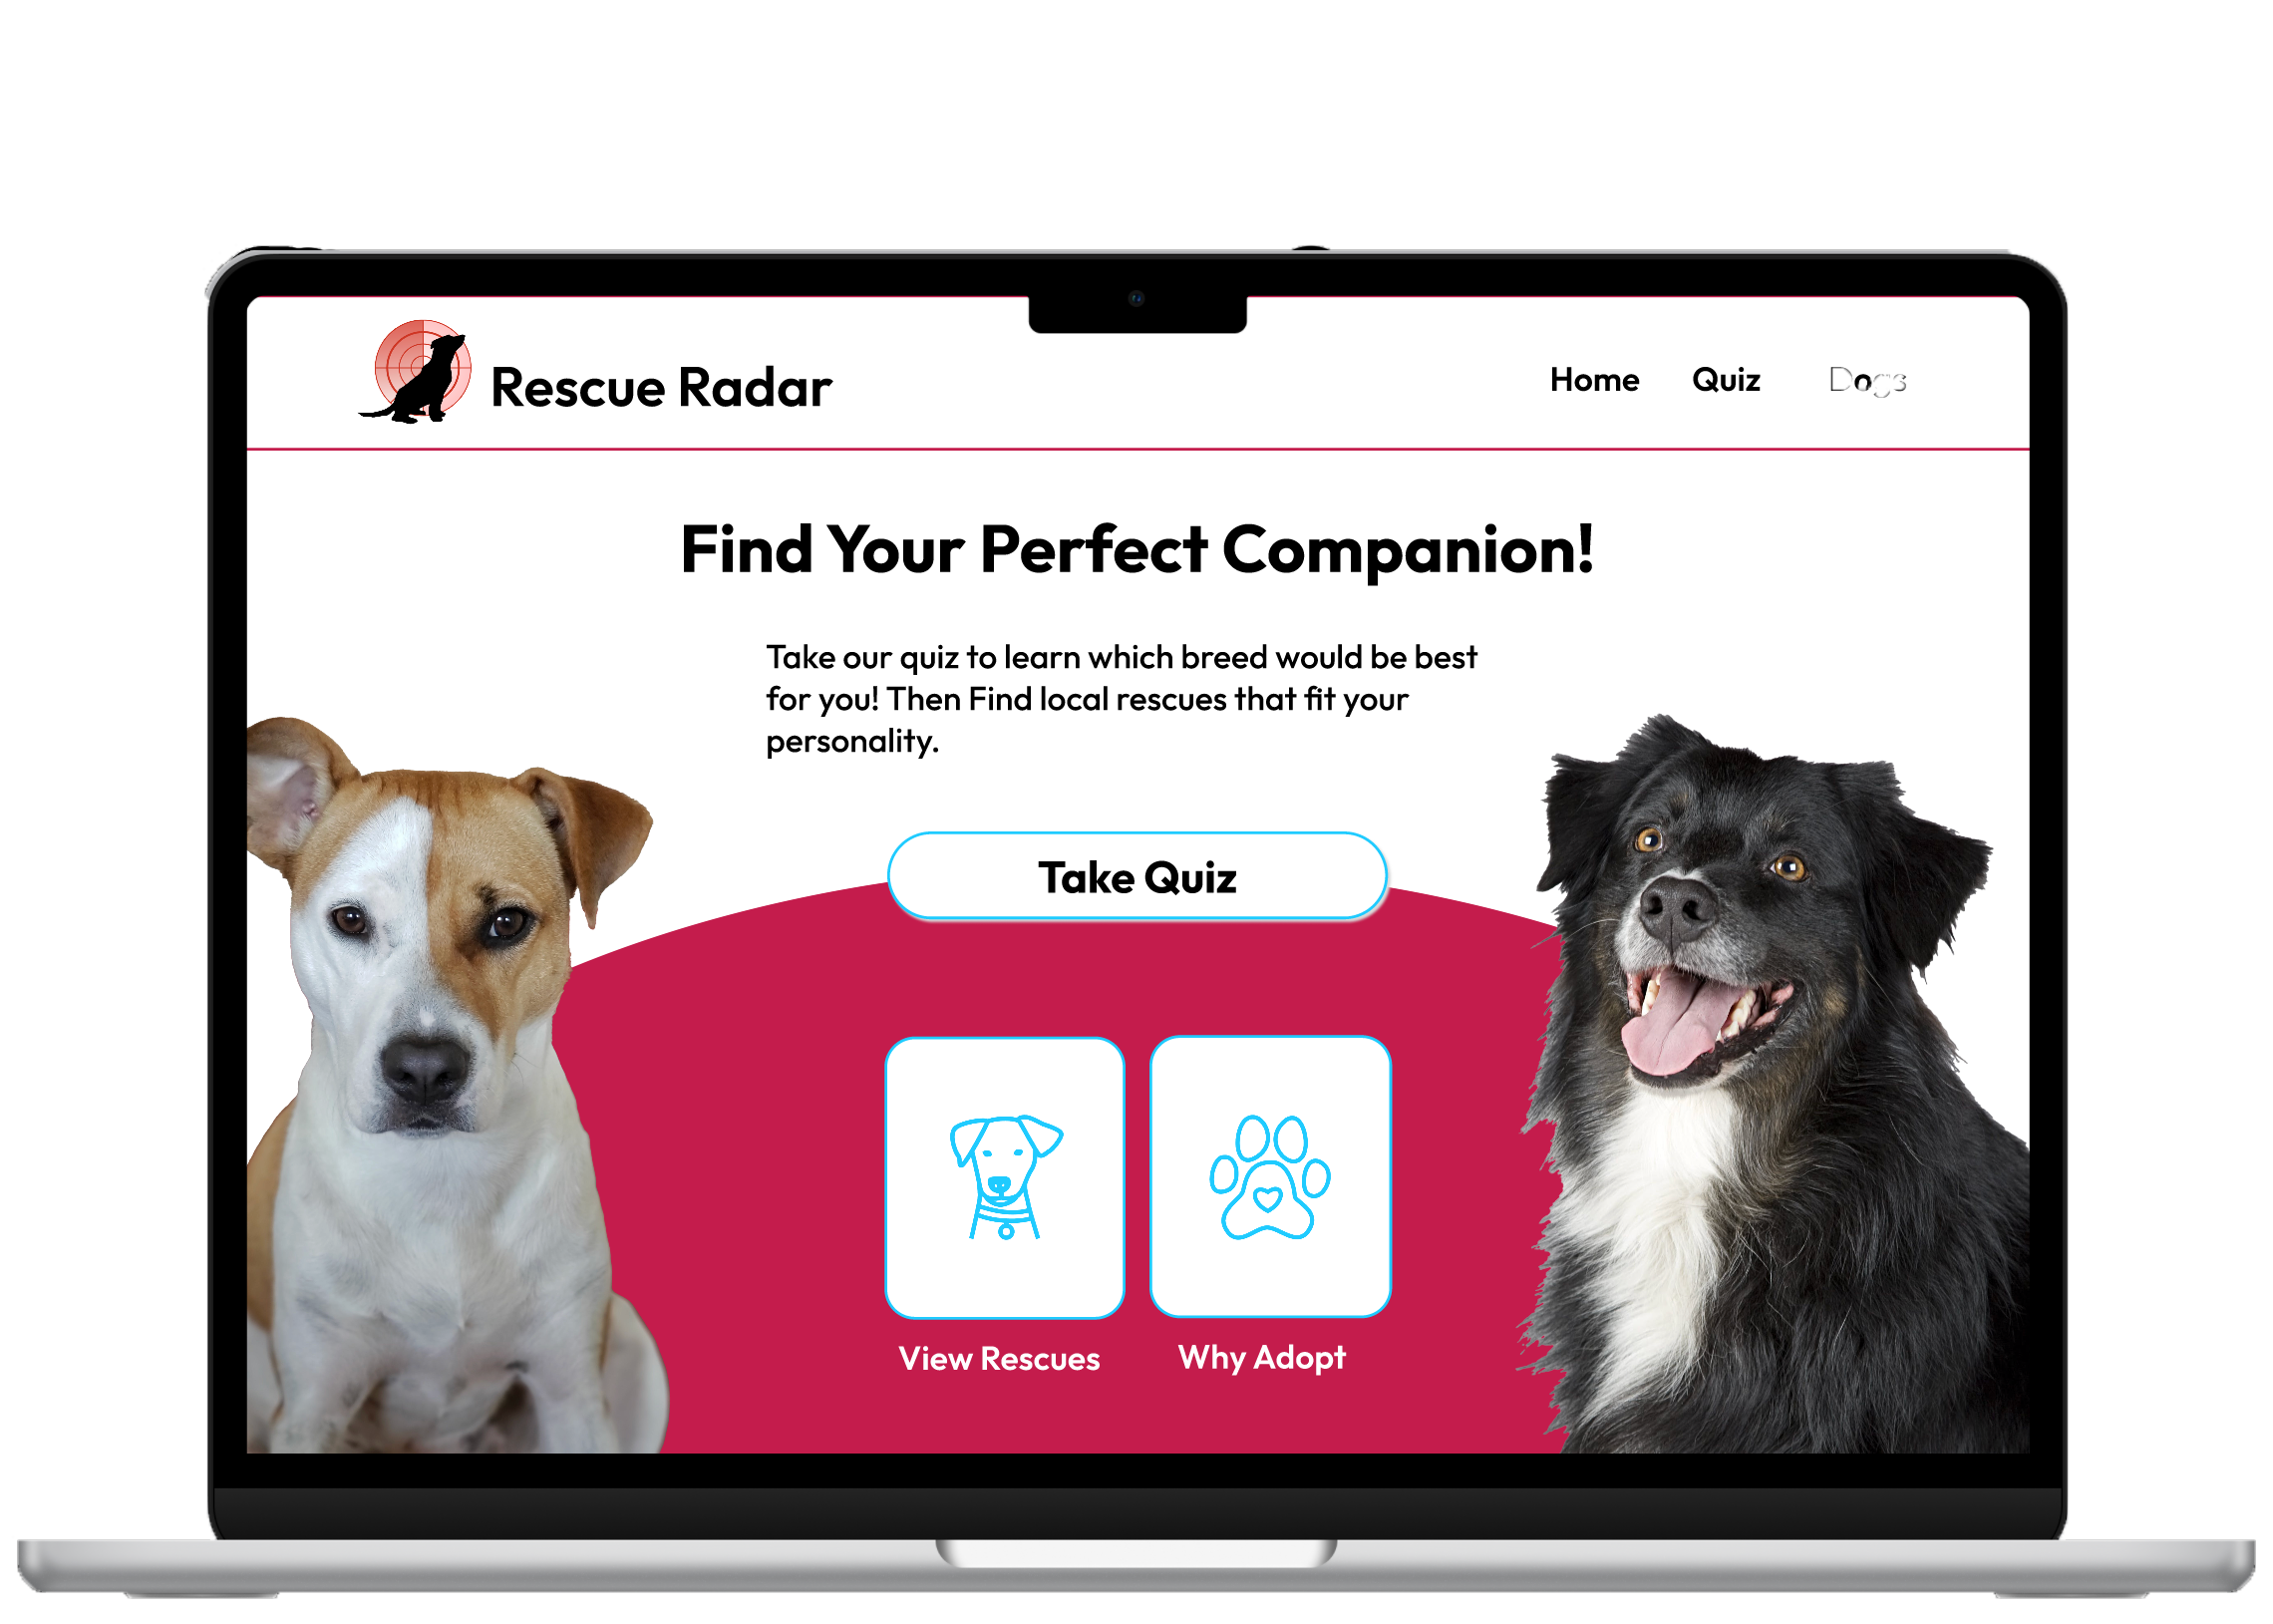 Rescue Radar
Home Quiz Dogs
Find Your Perfect Companion!
Take our quiz to learn which breed would be best
for you! Then Find local rescues that fit your
personality.
Take Quiz
View Rescues Why Adopt